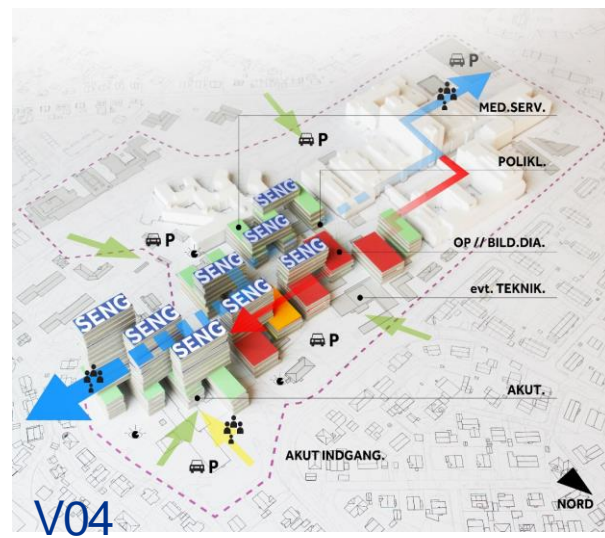 P
MED.SERV.
P
POLIKL.
SENG
SENG
P
OP // BILD.DIA.
SENG
SENG
evt. TEKNIK.
SENG
SENG
SENG
SENG
P
AKUT.
AKUT INDGANG.
P
NORD
V04